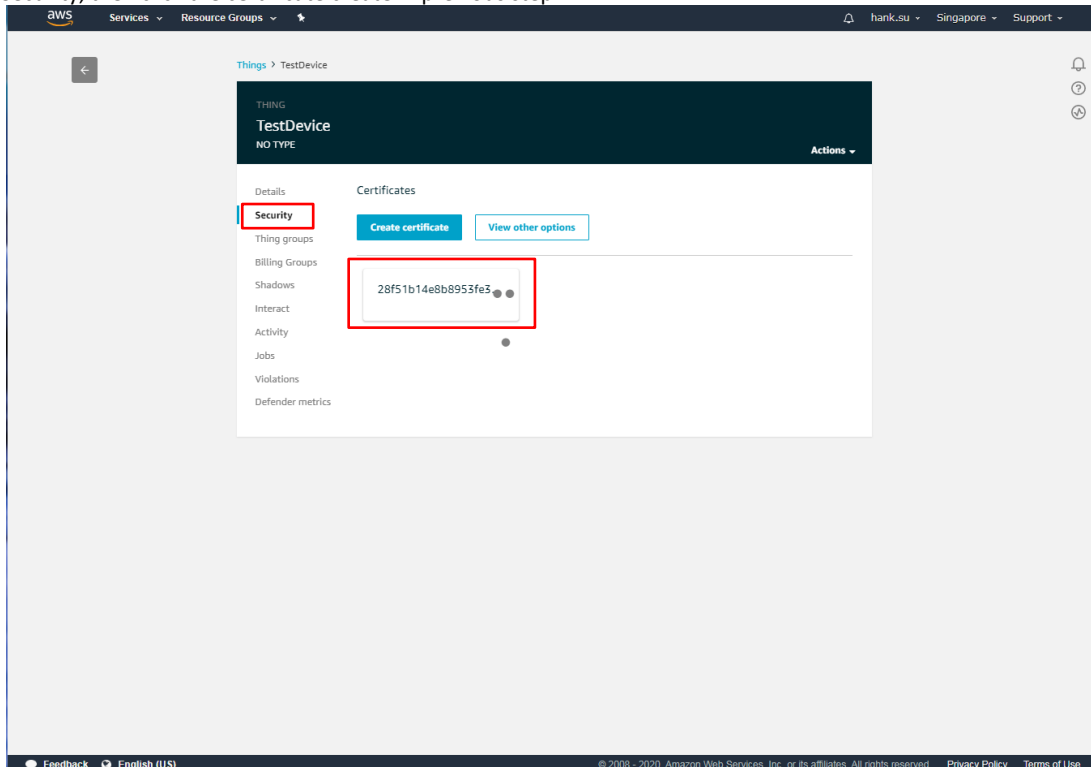 aws Services Resource Groups hank.su Singapore Support
Things > TestDevice
THING
TestDevice
NO TYPE
Actions
Details
Certificates
Security
Create certificate
View other options
Thing groups
Billing Groups
Shadows
28f51b14e8b8953fe3
Interact
Activity
Jobs
Violations
Defender metrics
Feedback English (US) © 2008 - 2020, Amazon Web Services, Inc. or its affiliates. All rights reserved. Privacy Policy Terms of Use